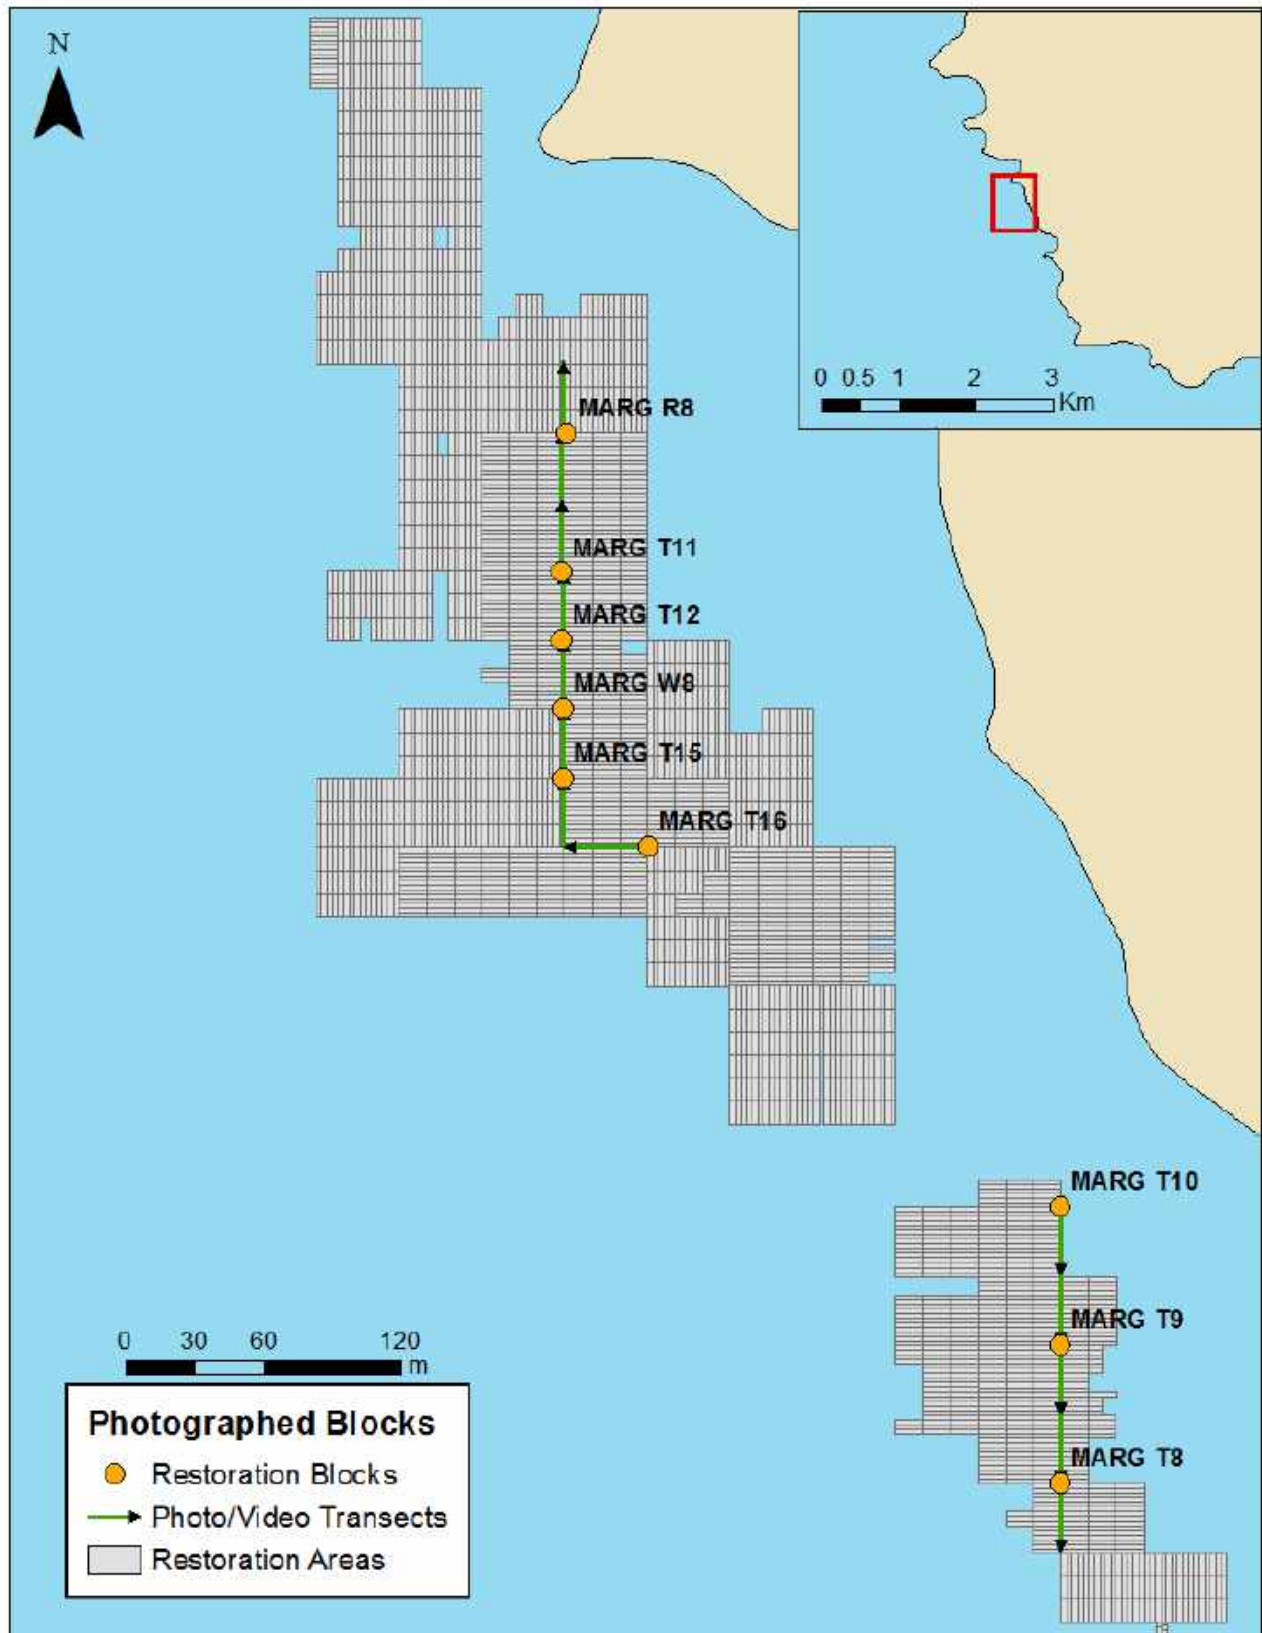 N
0 0.5 1 2 3
Km
MARG R8
MARG T11
MARG T12
MARG W8
MARG T15
MARG T16
MARG T10
MARG T9
MARG T8
0 30 60 120
m
Photographed Blocks
Restoration Blocks
Photo/Video Transects
Restoration Areas